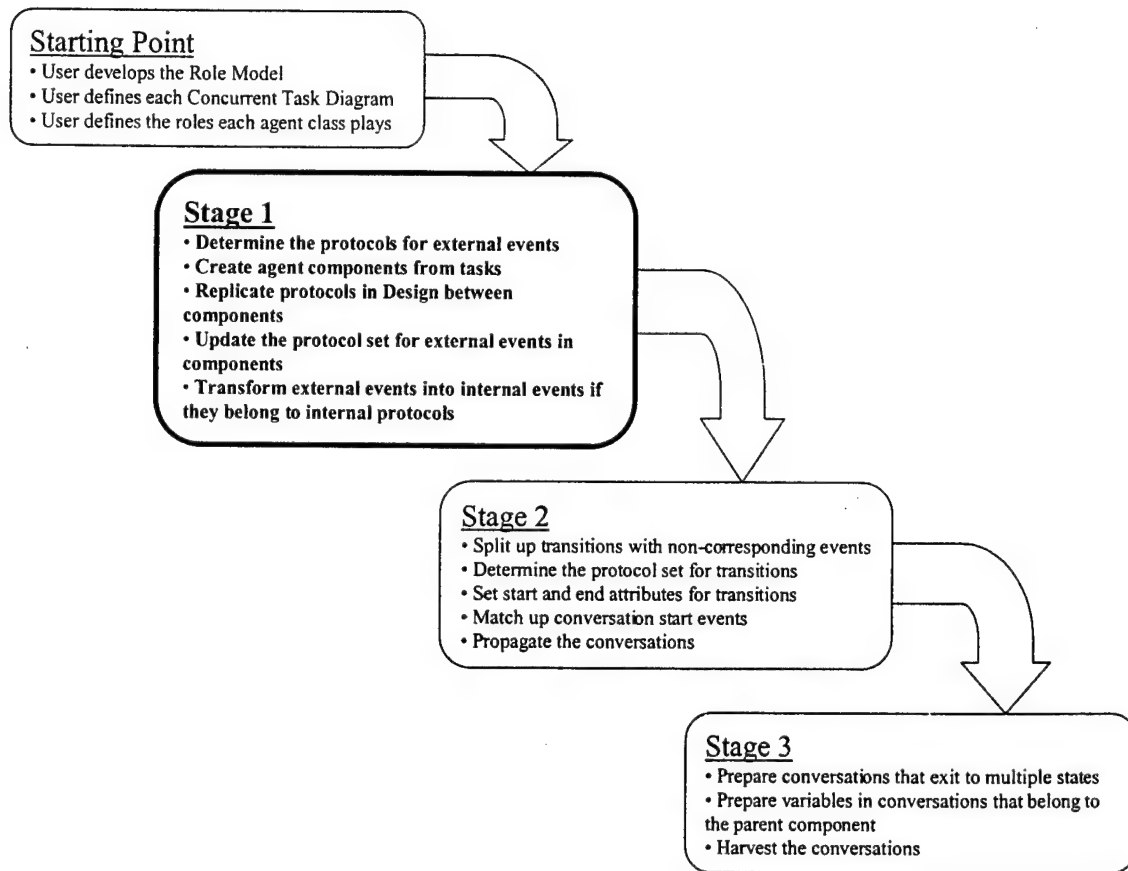 Starting Point
• User develops the Role Model
• User defines each Concurrent Task Diagram
• User defines the roles each agent class plays
Stage 1
• Determine the protocols for external events
• Create agent components from tasks
• Replicate protocols in Design between
components
• Update the protocol set for external events in
components
• Transform external events into internal events if
they belong to internal protocols
Stage 2
• Split up transitions with non-corresponding events
• Determine the protocol set for transitions
• Set start and end attributes for transitions
• Match up conversation start events
• Propagate the conversations
Stage 3
• Prepare conversations that exit to multiple states
• Prepare variables in conversations that belong to
the parent component
• Harvest the conversations